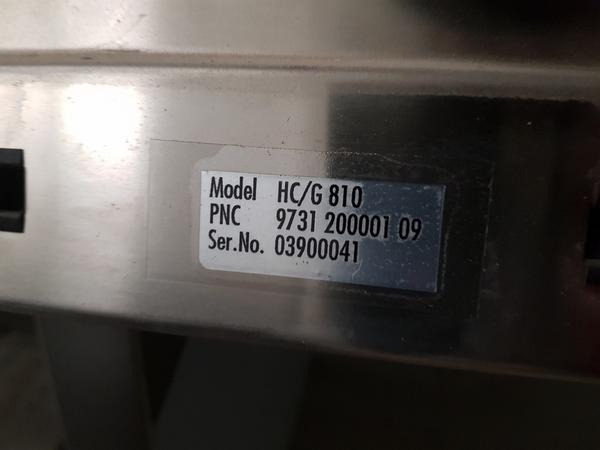 Model HC/G 810
PNC 9731 200001 09
Ser.No. 03900041